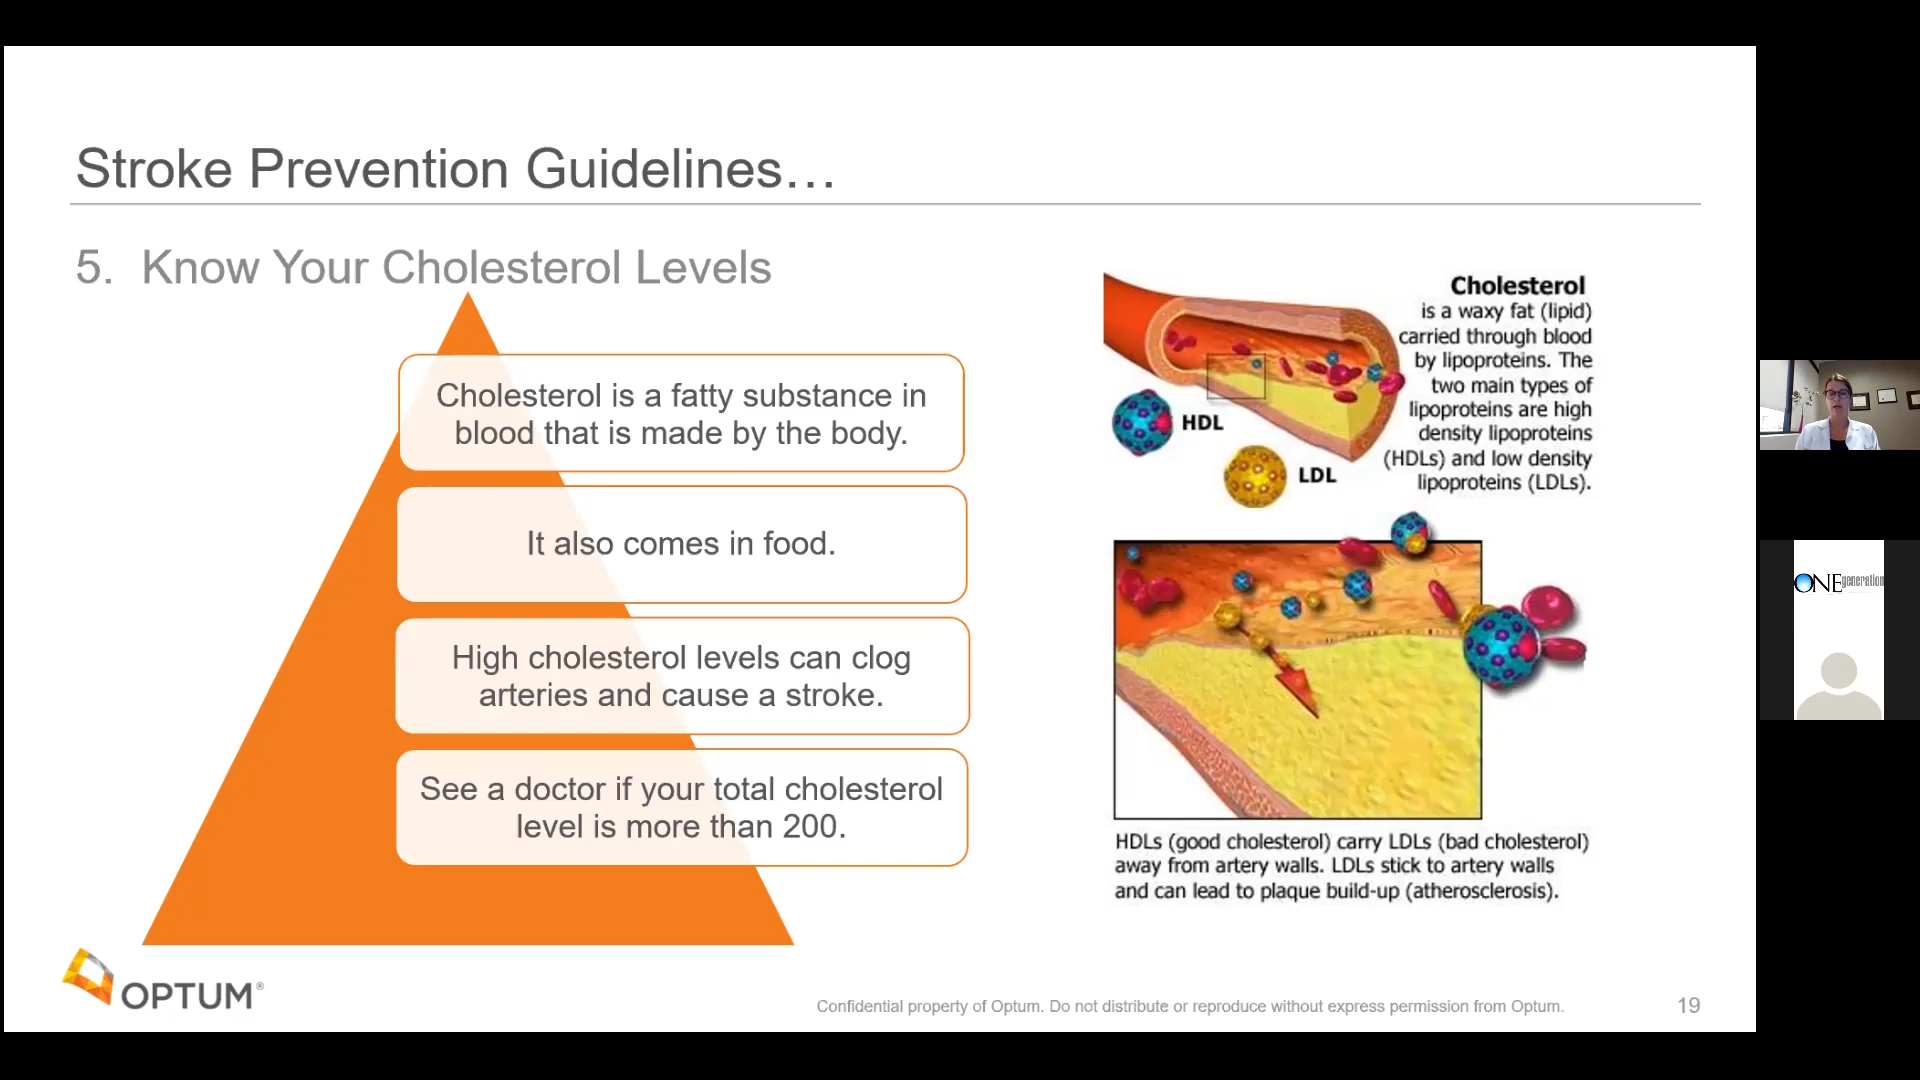 Stroke Prevention Guidelines…
5. Know Your Cholesterol Levels
Cholesterol is a fatty substance in
blood that is made by the body.
It also comes in food.
High cholesterol levels can clog
arteries and cause a stroke.
See a doctor if your total cholesterol
level is more than 200.
Cholesterol
is a waxy fat (lipid)
carried through blood
by lipoproteins. The
two main types of
lipoproteins are high
density lipoproteins
(HDLs) and low density
lipoproteins (LDLs).
HDL
LDL
HDLs (good cholesterol) carry LDLs (bad cholesterol)
away from artery walls. LDLs stick to artery walls
and can lead to plaque build-up (atherosclerosis).
OPTUM®
Confidential property of Optum. Do not distribute or reproduce without express permission from Optum.
19
ONEgeneration